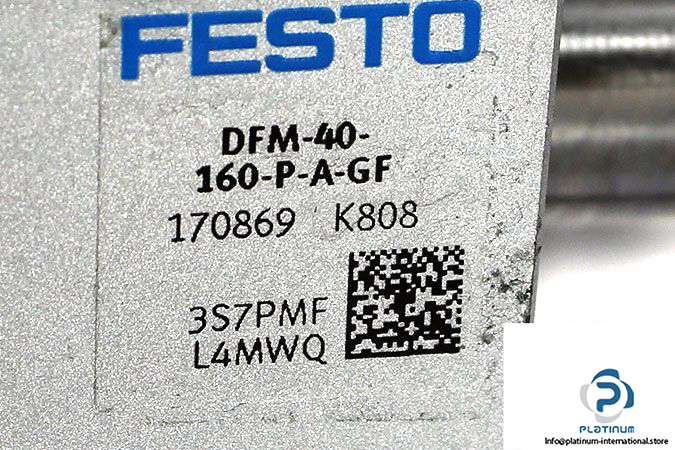 FESTO
DFM-40-
160-P-A-GF
170869 K808
3S7PMF
L4MWQ
PLATINUM
Info@platinum-international.store